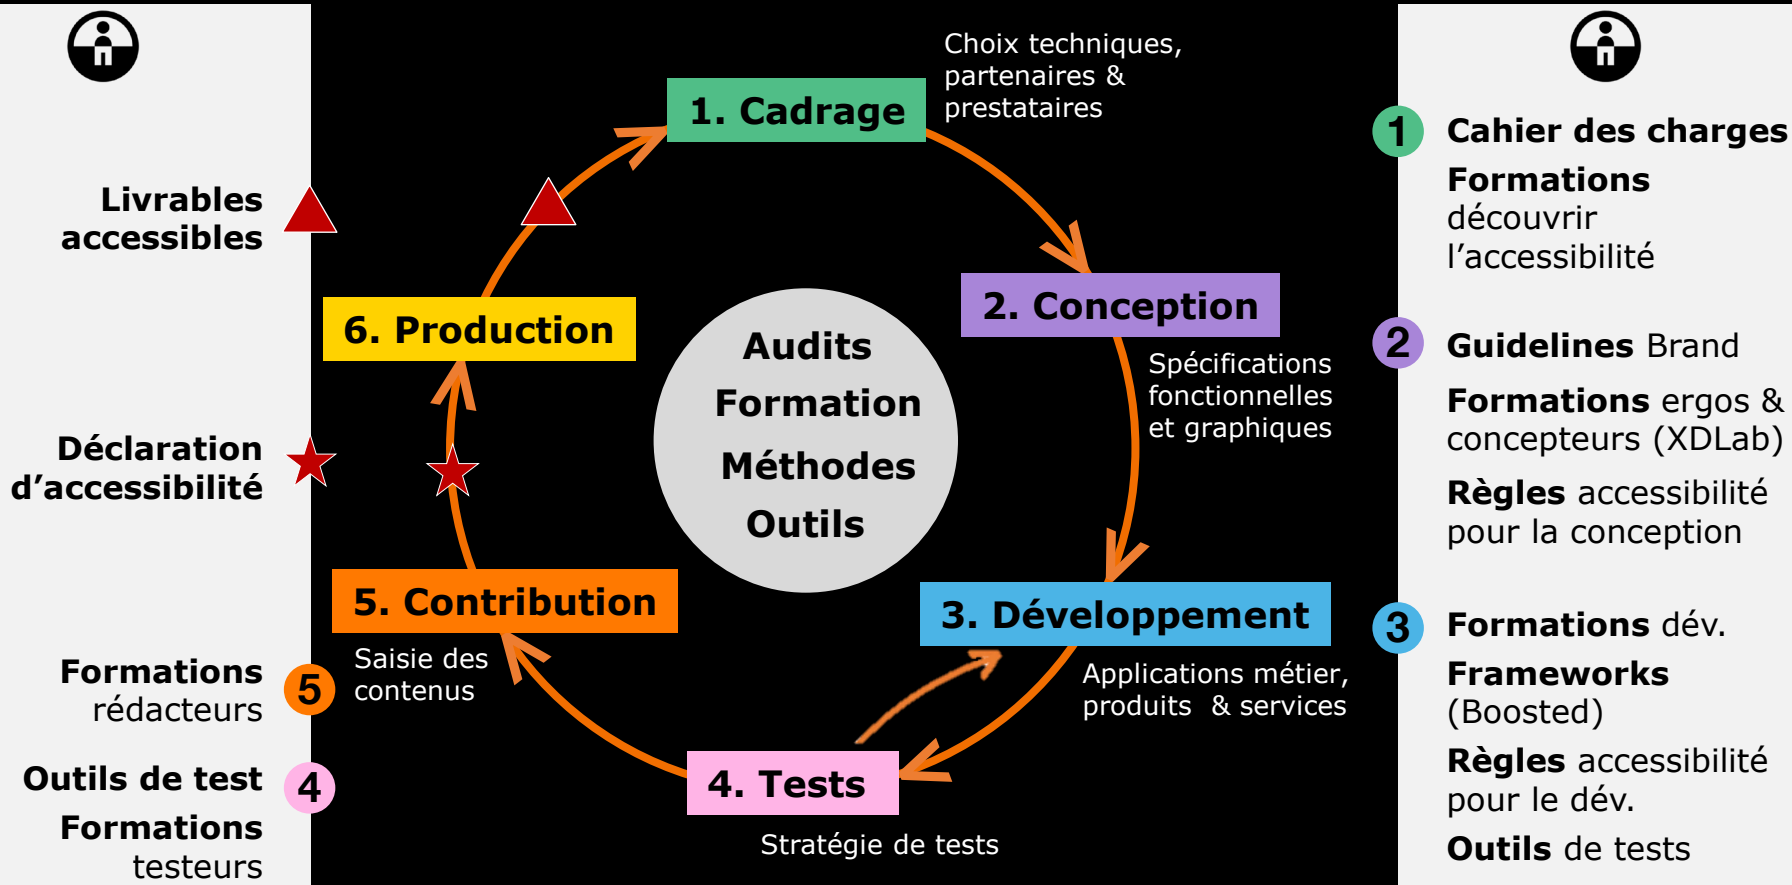 Livrables
accessibles
Déclaration
d’accessibilité
Formations
rédacteurs
5
Outils de test
4
Formations
testeurs
1. Cadrage
Choix techniques,
partenaires &
prestataires
2. Conception
Spécifications
fonctionnelles
et graphiques
3. Développement
Applications métier,
produits & services
4. Tests
Stratégie de tests
5. Contribution
Saisie des
contenus
6. Production
Audits
Formation
Méthodes
Outils
1
Cahier des charges
Formations
découvrir
l’accessibilité
2
Guidelines Brand
Formations ergos &
concepteurs (XDLab)
Règles accessibilité
pour la conception
3
Formations dév.
Frameworks
(Boosted)
Règles accessibilité
pour le dév.
Outils de tests